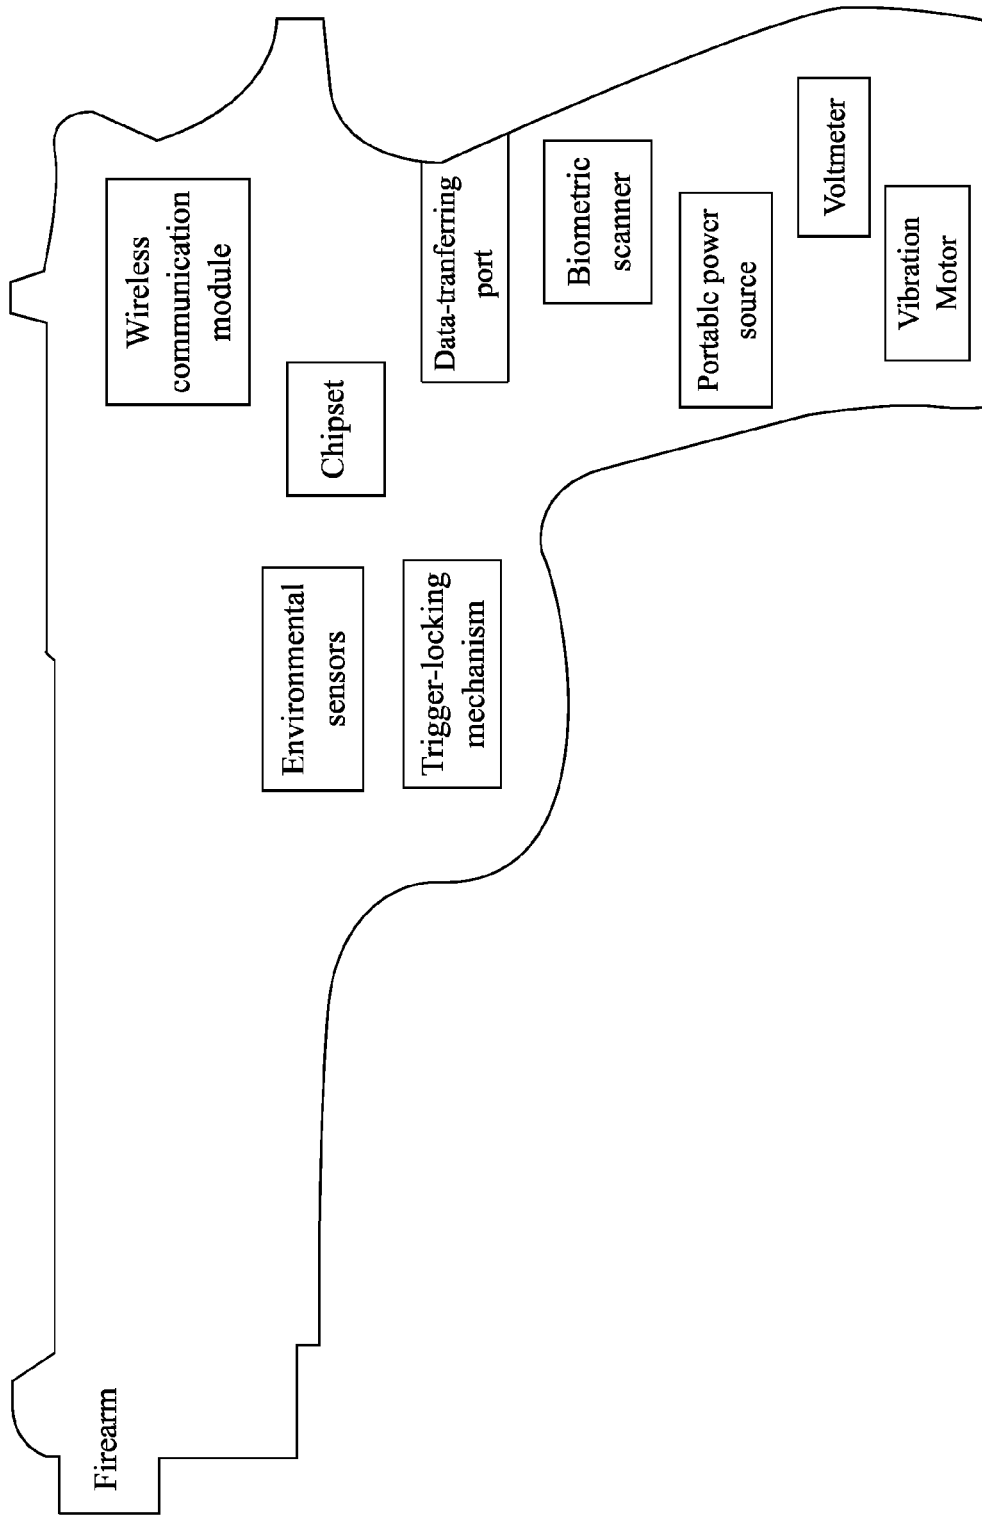 Firearm
Environmental
sensors
Trigger-locking
mechanism
Wireless
communication
module
Chipset
Data-tranferring
port
Biometric
scanner
Portable power
source
Voltmeter
Vibration
Motor